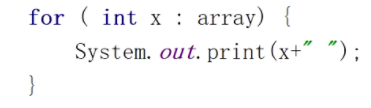 for ( int x : array) {
    System.out.print(x+" ");
}